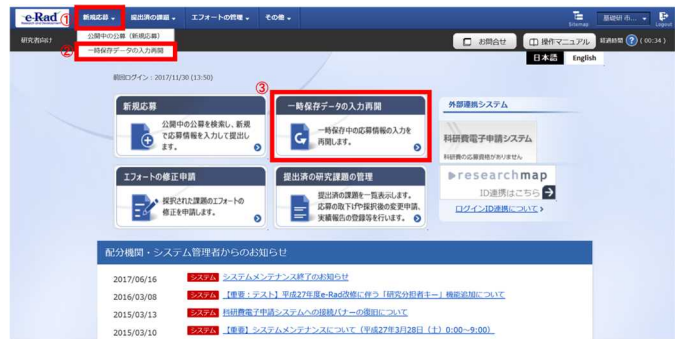 e-Rad ① 新規応募 提出済の課題 エフォートの管理 その他 Sitemap 基礎研 市... Logout
研究者向け お問合せ 操作マニュアル 経過時間 ? (00:34)
公開中の公募（新規応募）
② 一時保存データの入力再開
日本語 English
前回ログイン：2017/11/30 (13:50)
③
新規応募
公開中の公募を検索し、新規
で応募情報を入力して提出し
ます。
一時保存データの入力再開
一時保存中の応募情報の入力を
再開します。
外部連携システム
科研費電子申請システム
科研費の応募資格がありません
researchmap
ID連携はこちら
ログインID連携について
エフォートの修正申請
採択された課題のエフォートの
修正を申請します。
提出済の研究課題の管理
提出済の課題を一覧表示します。
応募の取下げや採択後の変更申請、
実績報告の登録等を行います。
配分機関・システム管理者からのお知らせ
2017/06/16 システム システムメンテナンス終了のお知らせ
2016/03/08 システム 【重要：テスト】平成27年度e-Rad改修に伴う「研究分担者キー」機能追加について
2015/03/13 システム 科研費電子申請システムへの接続バナーの復旧について
2015/03/10 システム 【重要】システムメンテナンスについて（平成27年3月28日（土）0:00~9:00）